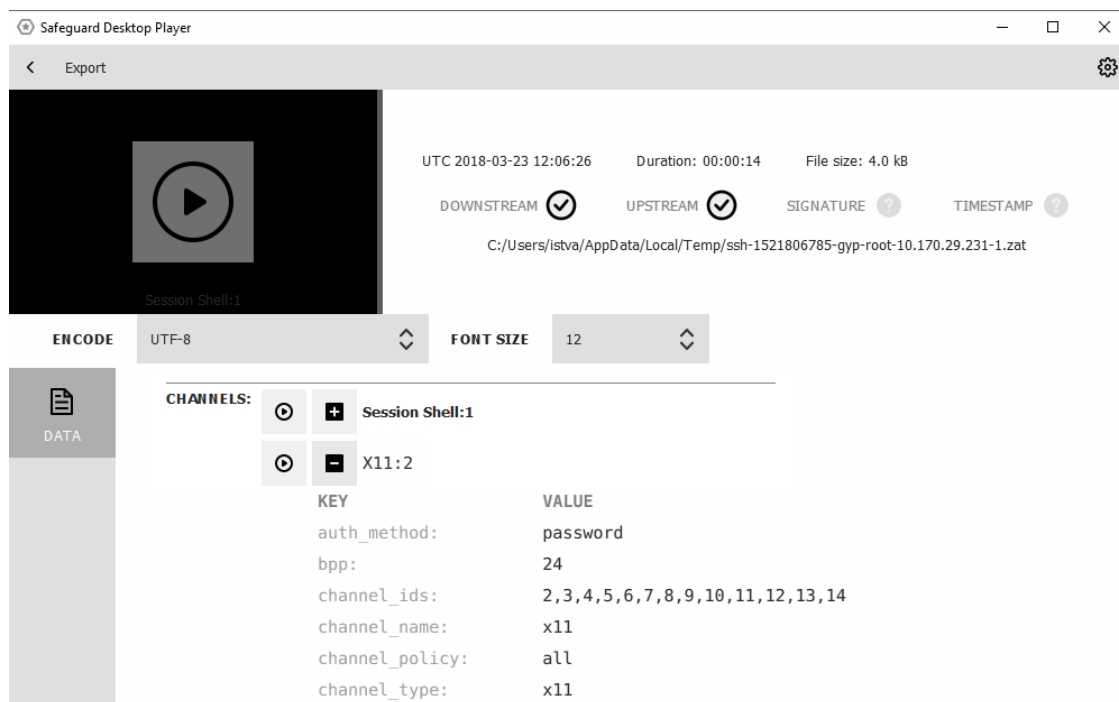 Safeguard Desktop Player
Export
UTC 2018-03-23 12:06:26 Duration: 00:00:14 File size: 4.0 kB
DOWNSTREAM UPSTREAM SIGNATURE ? TIMESTAMP ?
C:/Users/istva/AppData/Local/Temp/ssh-1521806785-gyp-root-10.170.29.231-1.zat
Session Shell:1
ENCODE UTF-8 FONT SIZE 12
DATA
CHANNELS: Session Shell:1
X11:2
KEY VALUE
auth_method: password
bpp: 24
channel_ids: 2,3,4,5,6,7,8,9,10,11,12,13,14
channel_name: x11
channel_policy: all
channel_type: x11